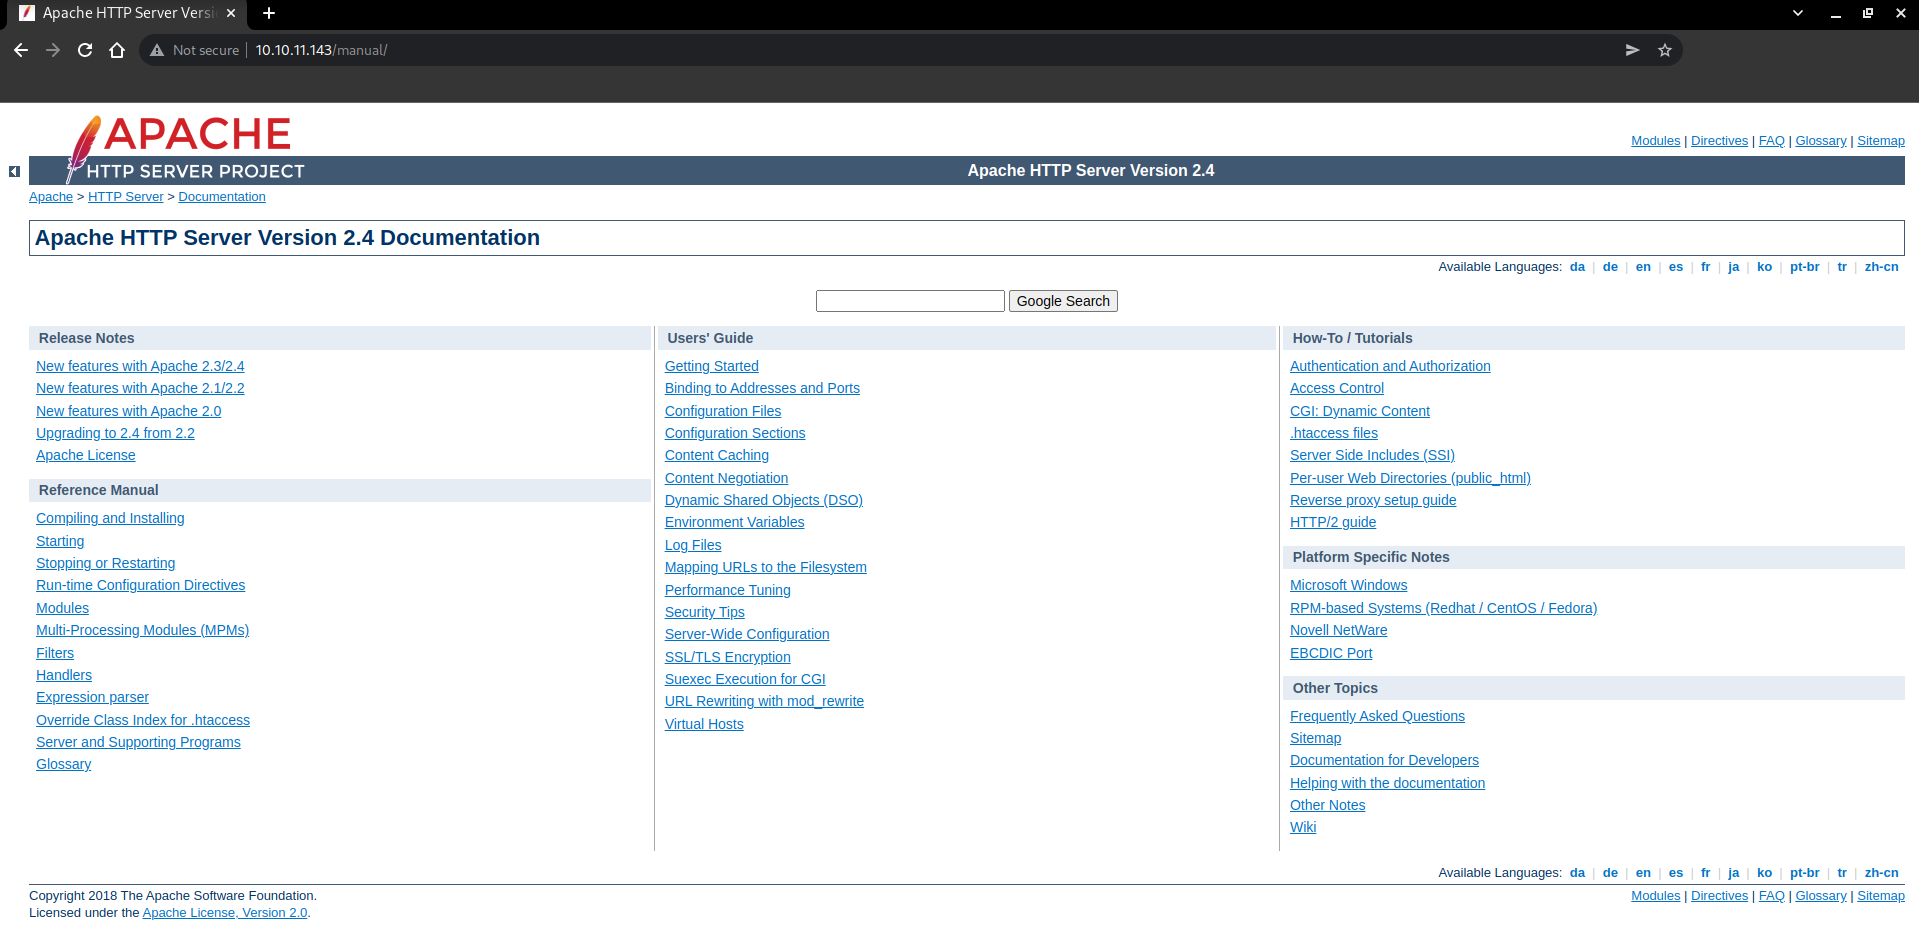 Apache HTTP Server Versi
Not secure 10.10.11.143/manual/
APACHE
HTTP SERVER PROJECT
Modules | Directives | FAQ | Glossary | Sitemap
Apache HTTP Server Version 2.4
Apache > HTTP Server > Documentation
Apache HTTP Server Version 2.4 Documentation
Available Languages: da | de | en | es | fr | ja | ko | pt-br | tr | zh-cn
Google Search
Release Notes
New features with Apache 2.3/2.4
New features with Apache 2.1/2.2
New features with Apache 2.0
Upgrading to 2.4 from 2.2
Apache License
Reference Manual
Compiling and Installing
Starting
Stopping or Restarting
Run-time Configuration Directives
Modules
Multi-Processing Modules (MPMs)
Filters
Handlers
Expression parser
Override Class Index for .htaccess
Server and Supporting Programs
Glossary
Users' Guide
Getting Started
Binding to Addresses and Ports
Configuration Files
Configuration Sections
Content Caching
Content Negotiation
Dynamic Shared Objects (DSO)
Environment Variables
Log Files
Mapping URLs to the Filesystem
Performance Tuning
Security Tips
Server-Wide Configuration
SSL/TLS Encryption
Suexec Execution for CGI
URL Rewriting with mod_rewrite
Virtual Hosts
How-To / Tutorials
Authentication and Authorization
Access Control
CGI: Dynamic Content
.htaccess files
Server Side Includes (SSI)
Per-user Web Directories (public_html)
Reverse proxy setup guide
HTTP/2 guide
Platform Specific Notes
Microsoft Windows
RPM-based Systems (Redhat / CentOS / Fedora)
Novell NetWare
EBCDIC Port
Other Topics
Frequently Asked Questions
Sitemap
Documentation for Developers
Helping with the documentation
Other Notes
Wiki
Available Languages: da | de | en | es | fr | ja | ko | pt-br | tr | zh-cn
Copyright 2018 The Apache Software Foundation.
Licensed under the Apache License, Version 2.0.
Modules | Directives | FAQ | Glossary | Sitemap